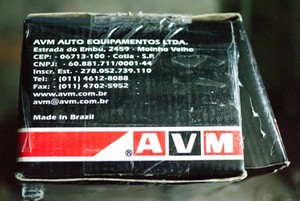 AVM AUTO EQUIPAMENTOS LTDA.
Estrada do Embú, 2459 - Moinho Velho
CEP: - 06713-100 - Cotia - S.P.
CNPJ: - 60.881.711/0001-44
Inscr. Est. - 278.052.739.110
Tel: - (011) 4612-8088
Fax: - (011) 4702-5952
www.avm.com.br
avm@avm.com.br
Made in Brazil
® AVM